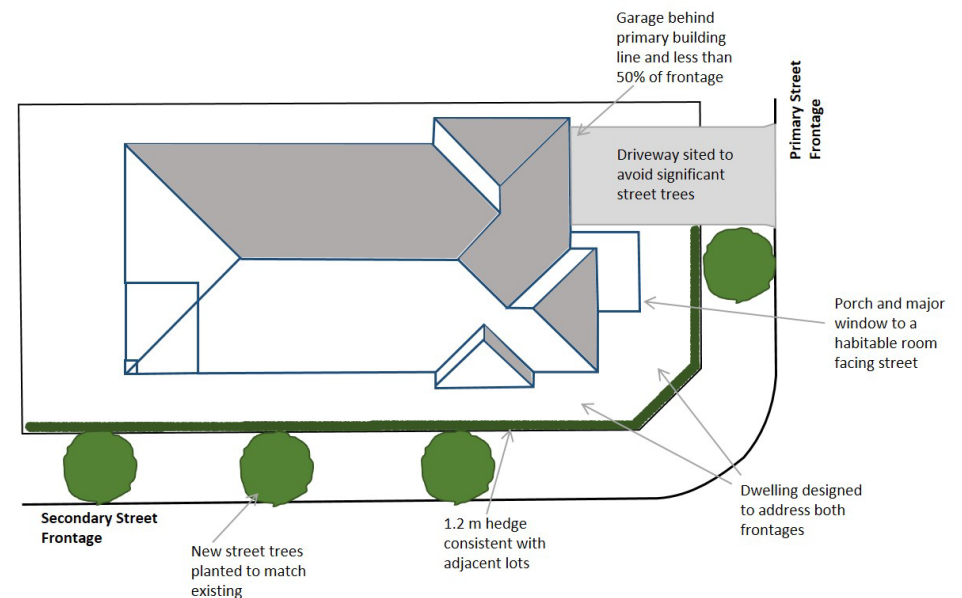 Garage behind
primary building
line and less than
50% of frontage
Primary Street
Frontage
Driveway sited to
avoid significant
street trees
Porch and major
window to a
habitable room
facing street
Dwelling designed
to address both
frontages
1.2 m hedge
consistent with
adjacent lots
Secondary Street
Frontage
New street trees
planted to match
existing